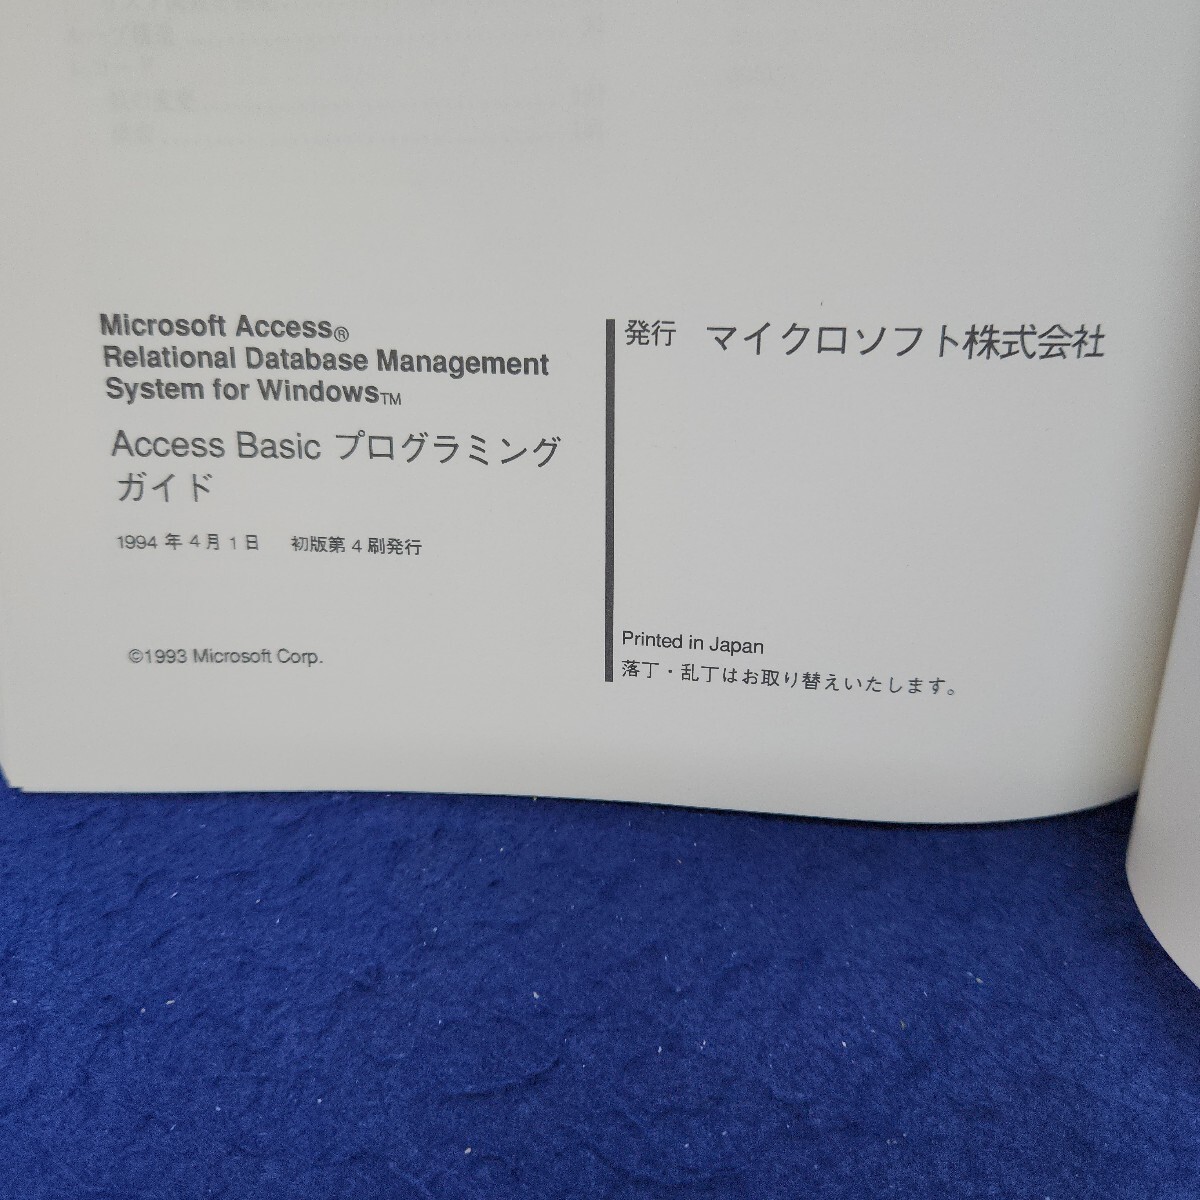 Microsoft Access®
Relational Database Management
System for Windows™
Access Basic プログラミング
ガイド
1994 年 4 月 1 日 初版第 4 刷発行
©1993 Microsoft Corp.
発行 マイクロソフト株式会社
Printed in Japan
落丁・乱丁はお取り替えいたします。